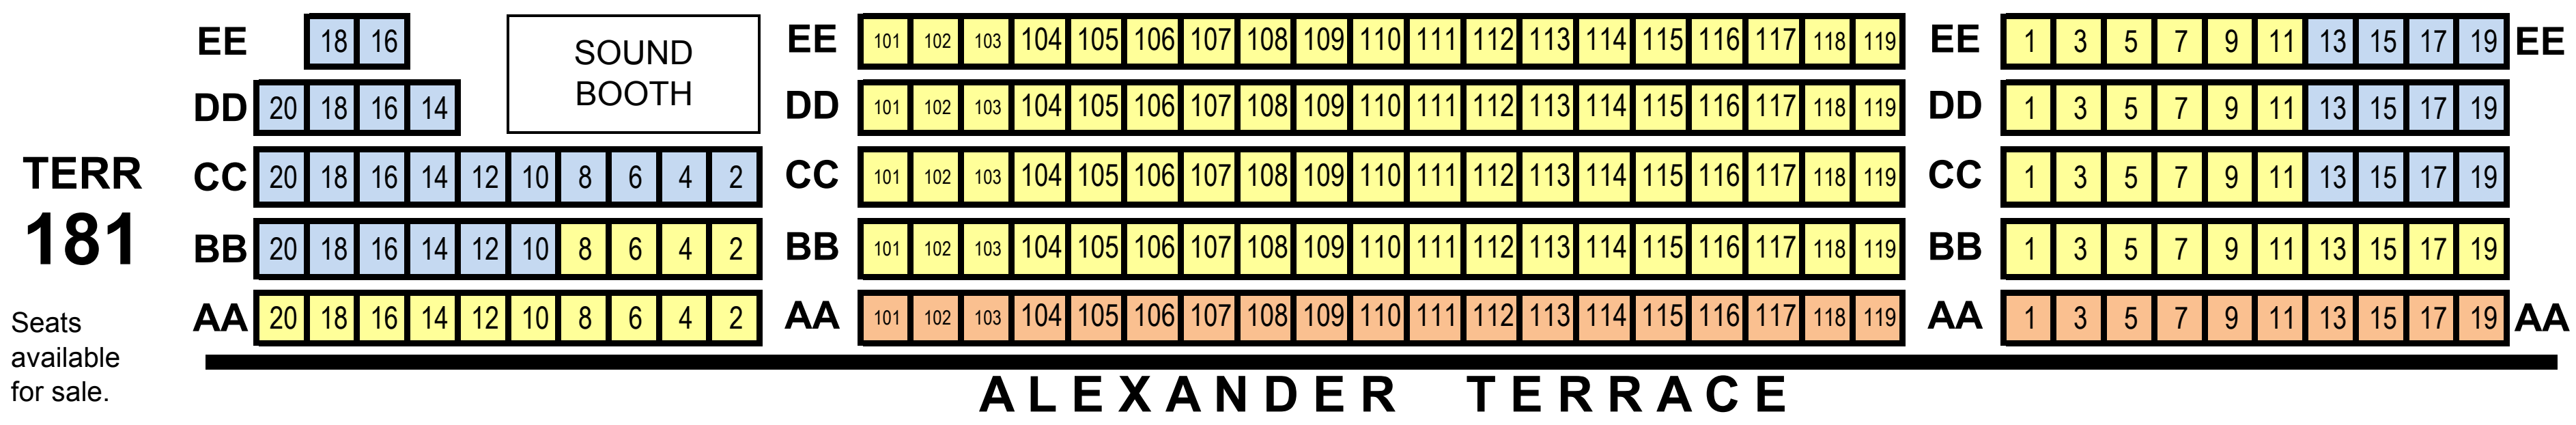 EE 18 16 SOUND BOOTH EE 101 102 103 104 105 106 107 108 109 110 111 112 113 114 115 116 117 118 119 EE 1 3 5 7 9 11 13 15 17 19 EE
DD 20 18 16 14 DD 101 102 103 104 105 106 107 108 109 110 111 112 113 114 115 116 117 118 119 DD 1 3 5 7 9 11 13 15 17 19
TERR CC 20 18 16 14 12 10 8 6 4 2 CC 101 102 103 104 105 106 107 108 109 110 111 112 113 114 115 116 117 118 119 CC 1 3 5 7 9 11 13 15 17 19
181 BB 20 18 16 14 12 10 8 6 4 2 BB 101 102 103 104 105 106 107 108 109 110 111 112 113 114 115 116 117 118 119 BB 1 3 5 7 9 11 13 15 17 19
AA 20 18 16 14 12 10 8 6 4 2 AA 101 102 103 104 105 106 107 108 109 110 111 112 113 114 115 116 117 118 119 AA 1 3 5 7 9 11 13 15 17 19 AA
Seats
available
for sale.
ALEXANDER TERRACE